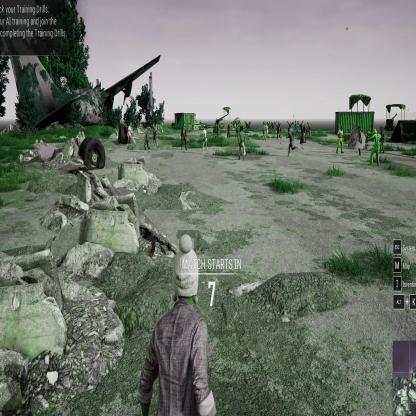 ck your Training Drills.
ur AI training and join the
completing the Training Drills
MATCH STARTS IN
7
M
I